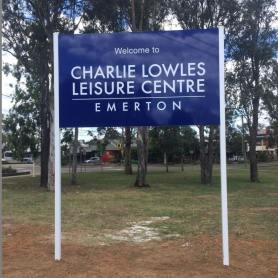 Welcome to
CHARLIE LOWLES
LEISURE CENTRE
EMERTON